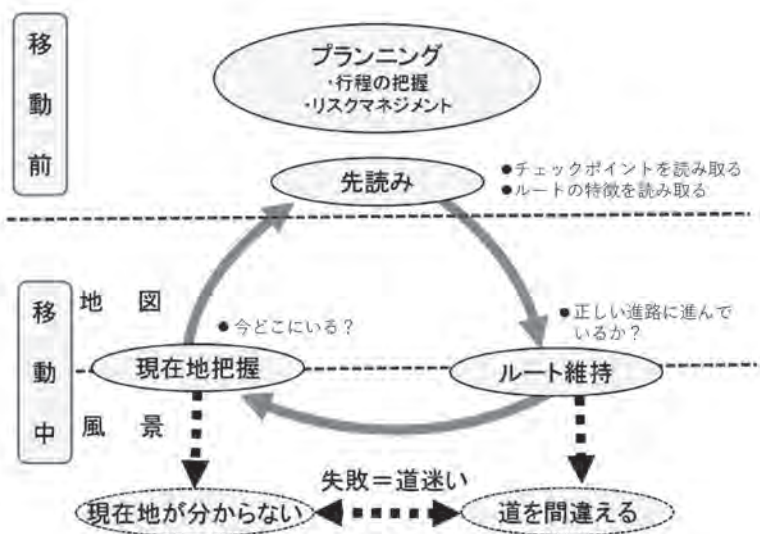 移動前
プランニング
・行程の把握
・リスクマネジメント
先読み
●チェックポイントを読み取る
●ルートの特徴を読み取る
移動中
地 図
●今どこにいる？
●正しい進路に進んで
いるか？
現在地把握
ルート維持
風 景
失敗＝道迷い
現在地が分からない
道を間違える